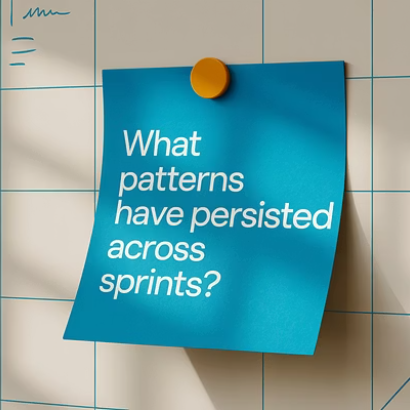 What
patterns
have persisted
across
sprints?